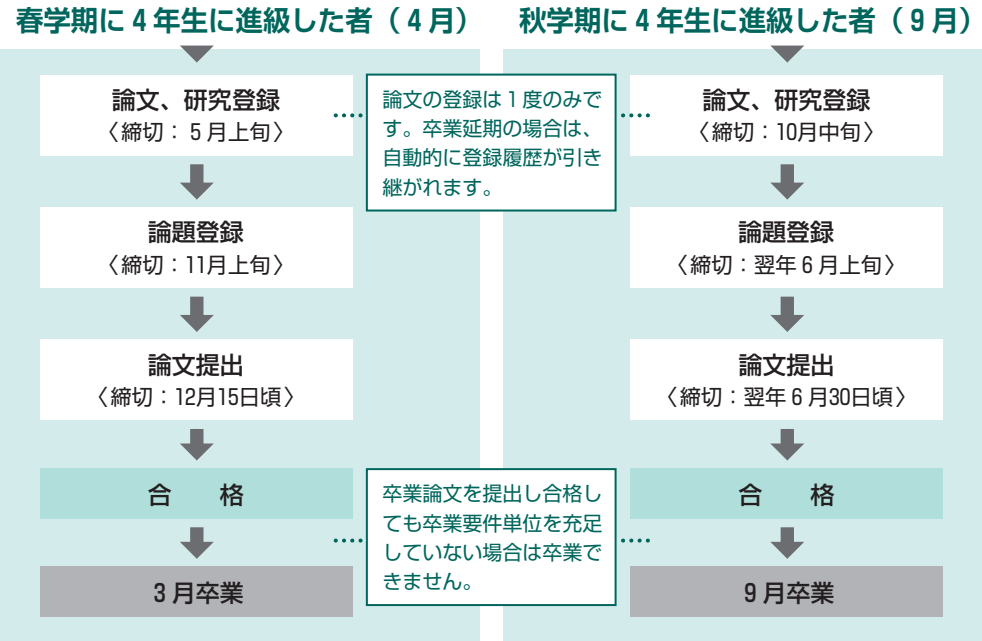 春学期に4年生に進級した者(4月)
論文、研究登録
〈締切:5月上旬〉
論題登録
〈締切:11月上旬〉
論文提出
〈締切:12月15日頃〉
合 格
3月卒業
論文の登録は1度のみで
す。卒業延期の場合は、
自動的に登録履歴が引き
継がれます。
卒業論文を提出し合格し
ても卒業要件単位を充足
していない場合は卒業で
きません。
秋学期に4年生に進級した者(9月)
論文、研究登録
〈締切:10月中旬〉
論題登録
〈締切:翌年6月上旬〉
論文提出
〈締切:翌年6月30日頃〉
合 格
9月卒業